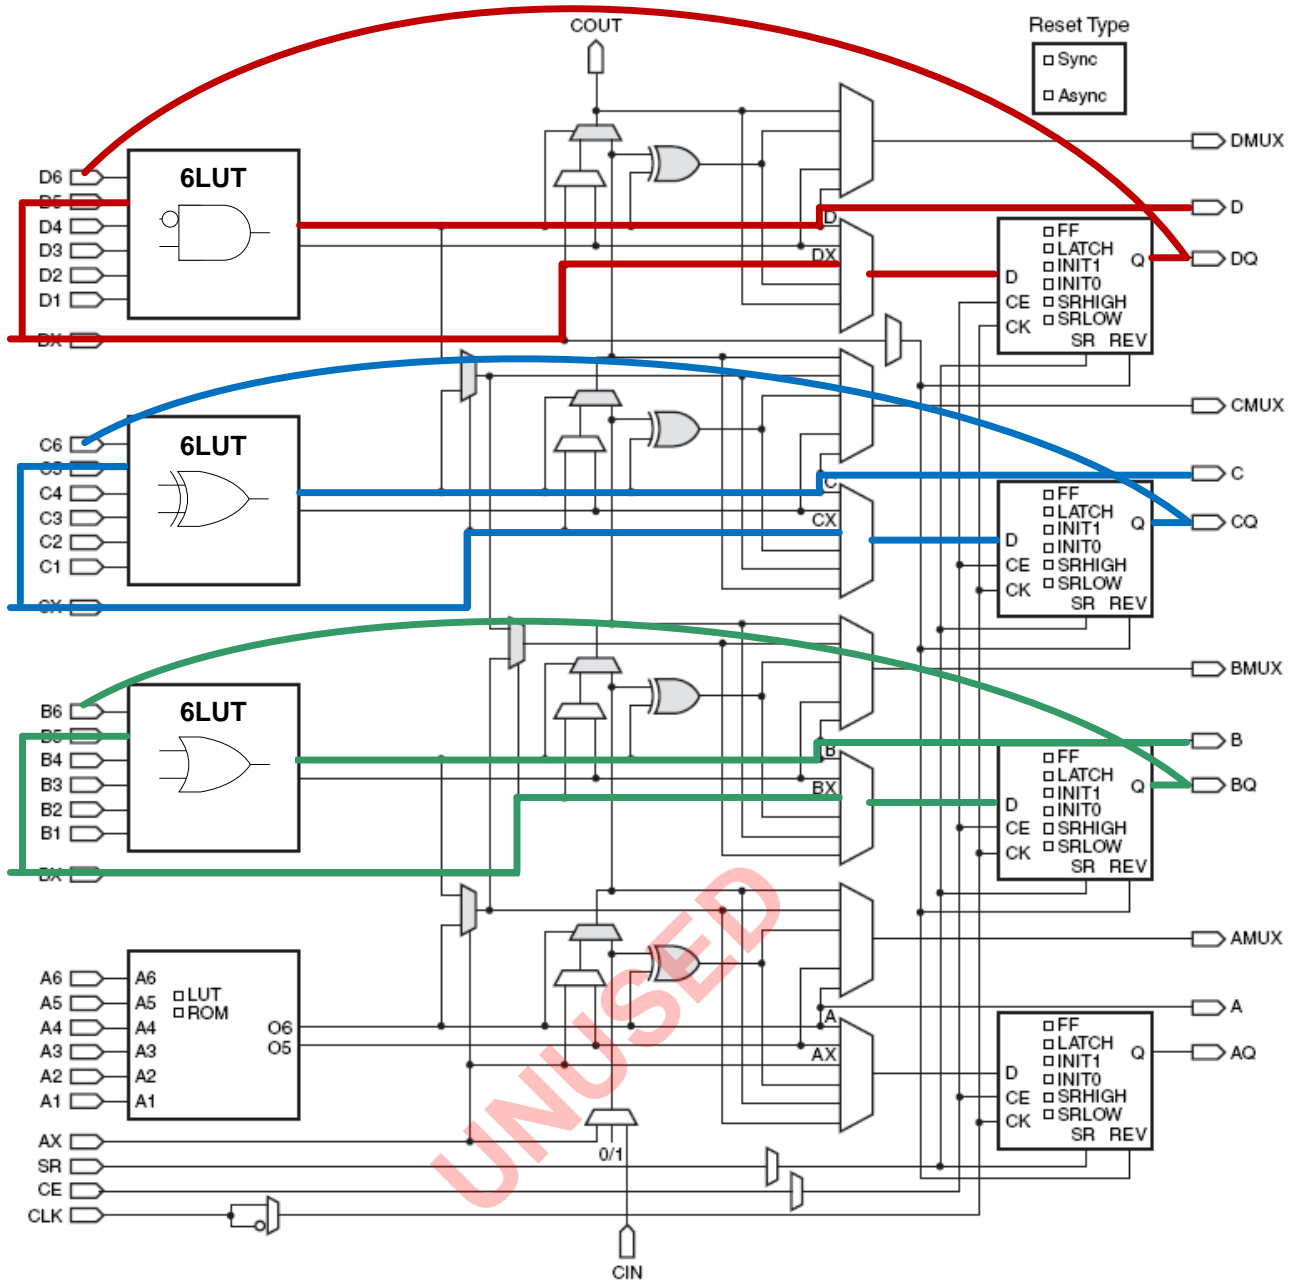 COUT
Reset Type
Sync
Async
DMUX
D6
6LUT
D5
D4
D3
D2
D1
DX
D
DX
D
DQ
FF
LATCH
INIT1
INIT0
SRHIGH
SRLOW
D
CE
CK
Q
SR REV
CMUX
C6
6LUT
C5
C4
C3
C2
C1
CX
C
CX
C
CQ
FF
LATCH
INIT1
INIT0
SRHIGH
SRLOW
D
CE
CK
Q
SR REV
BMUX
B6
6LUT
B5
B4
B3
B2
B1
BX
B
BX
B
BQ
FF
LATCH
INIT1
INIT0
SRHIGH
SRLOW
D
CE
CK
Q
SR REV
UNUSED
AMUX
A6 A6
A5 A5
A4 A4
A3 A3
A2 A2
A1 A1
LUT
ROM
O6
O5
A
AX
A
AQ
FF
LATCH
INIT1
INIT0
SRHIGH
SRLOW
D
CE
CK
Q
SR REV
AX
0/1
SR
CE
CLK
CIN